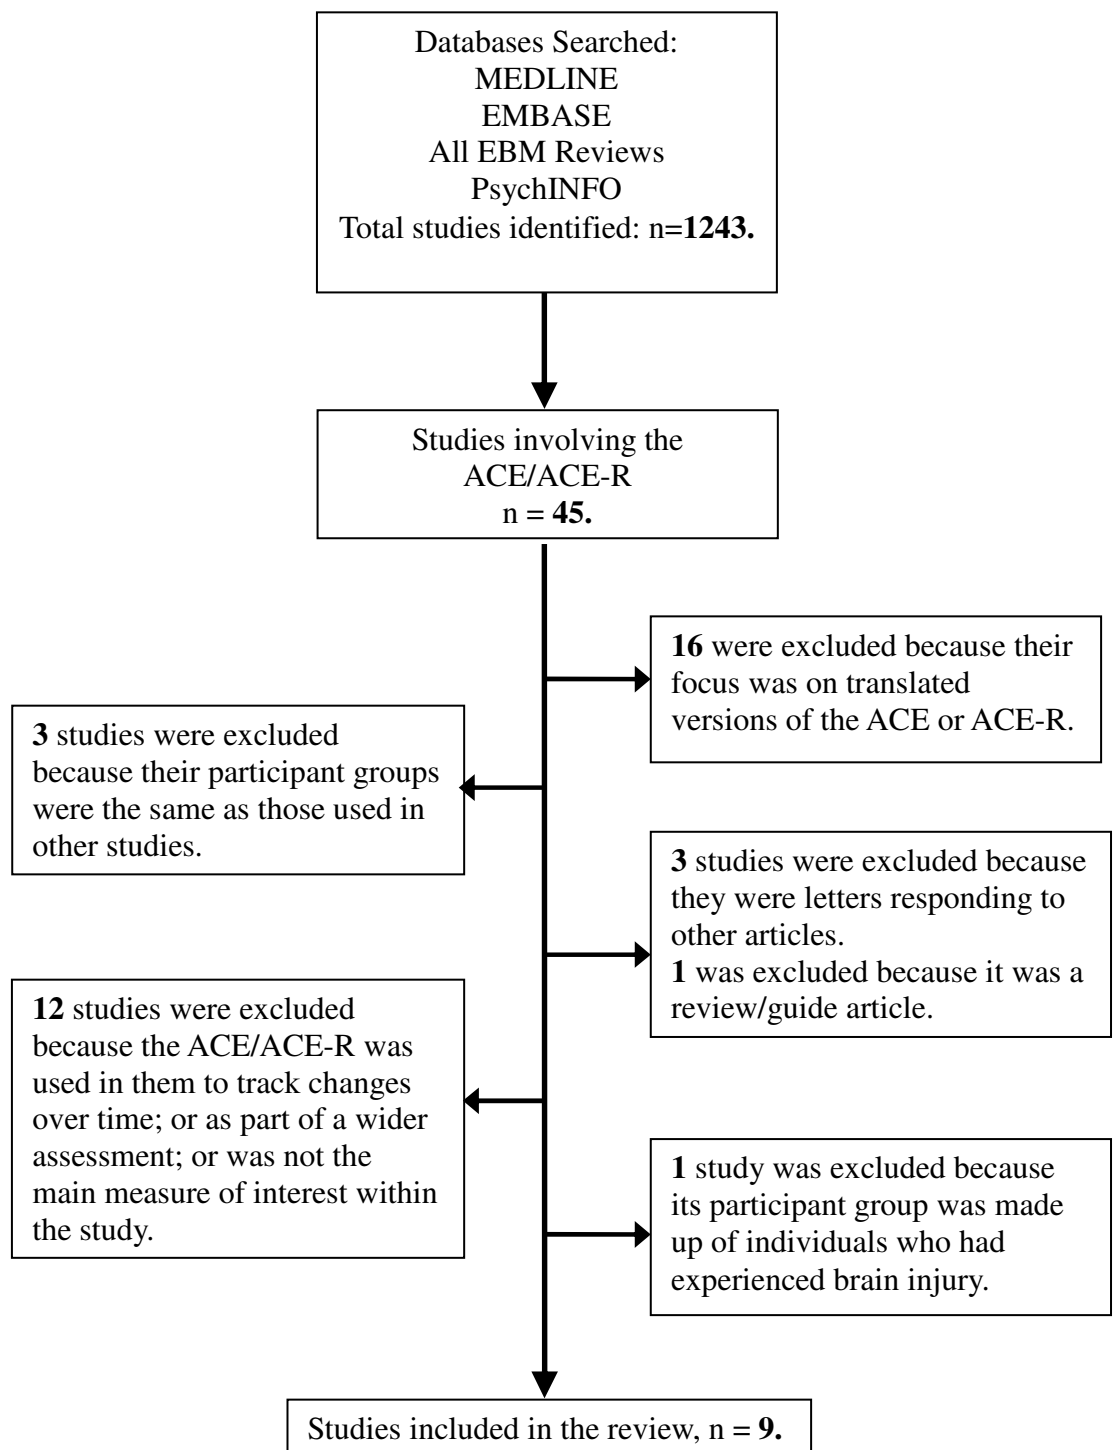 Databases Searched:
MEDLINE
EMBASE
All EBM Reviews
PsychINFO
Total studies identified: n=1243.
Studies involving the
ACE/ACE-R
n = 45.
16 were excluded because their
focus was on translated
versions of the ACE or ACE-R.
3 studies were excluded
because their participant groups
were the same as those used in
other studies.
3 studies were excluded because
they were letters responding to
other articles.
1 was excluded because it was a
review/guide article.
12 studies were excluded
because the ACE/ACE-R was
used in them to track changes
over time; or as part of a wider
assessment; or was not the
main measure of interest within
the study.
1 study was excluded because
its participant group was made
up of individuals who had
experienced brain injury.
Studies included in the review, n = 9.